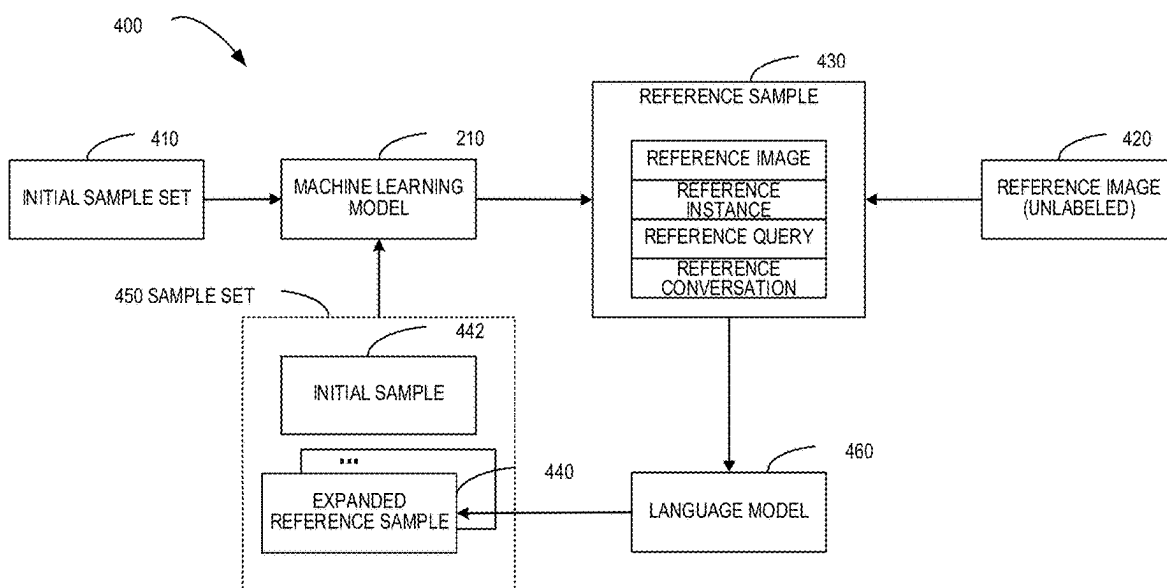 400
430
REFERENCE SAMPLE
410
210
420
INITIAL SAMPLE SET
MACHINE LEARNING
MODEL
REFERENCE IMAGE
REFERENCE
INSTANCE
REFERENCE QUERY
REFERENCE
CONVERSATION
REFERENCE IMAGE
(UNLABELED)
450 SAMPLE SET
442
INITIAL SAMPLE
...
440
EXPANDED
REFERENCE SAMPLE
460
LANGUAGE MODEL